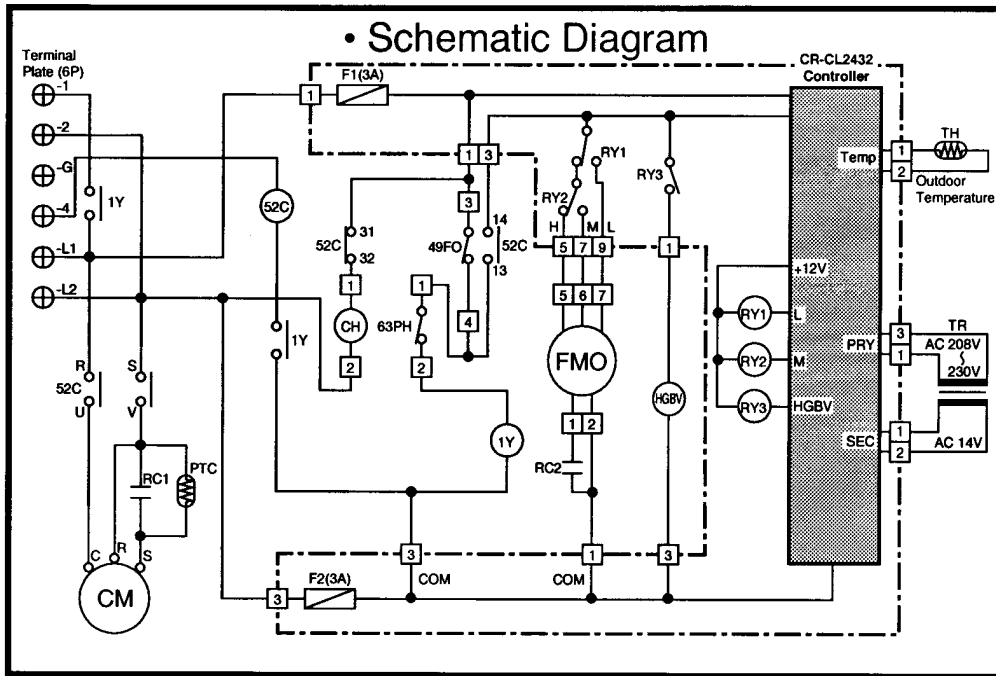 • Schematic Diagram
Terminal
Plate (6P)
-1
-2
-G
-4
-L1
-L2
1Y
F1(3A)
1
CR-CL2432
Controller
1 3
RY1
RY3
RY2
H M L
5 7 9
1
Temp
1
2
TH
Outdoor
Temperature
52C
52C
31
32
3
49FO
14
13
52C
1
CH
2
1
63PH
4
2
5 6 7
FMO
1 2
RC2
HGBV
+12V
RY1
L
RY2
M
RY3
HGBV
PRY
3
1
TR
AC 208V
~
230V
SEC
1
2
AC 14V
1Y
1Y
R
S
52C
U
V
RC1
PTC
C
R
S
CM
3
COM
1
COM
3
3
F2(3A)